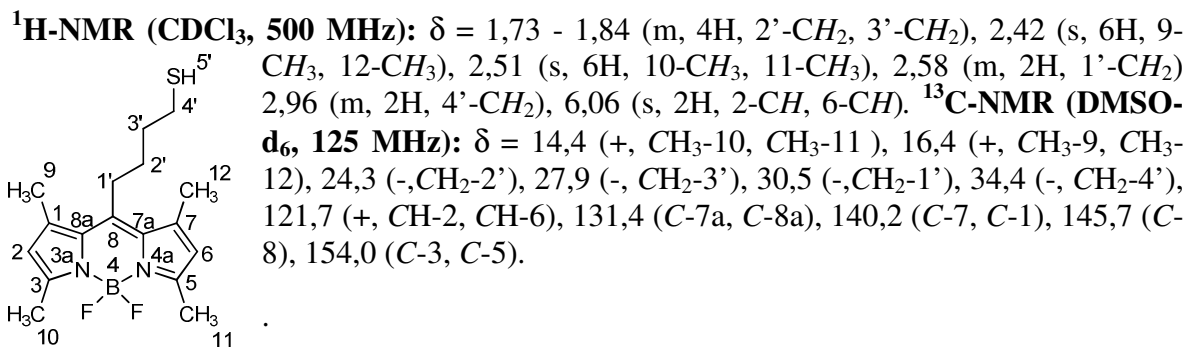 ¹H-NMR (CDCl₃, 500 MHz): δ = 1,73 - 1,84 (m, 4H, 2’-CH₂, 3’-CH₂), 2,42 (s, 6H, 9-
CH₃, 12-CH₃), 2,51 (s, 6H, 10-CH₃, 11-CH₃), 2,58 (m, 2H, 1’-CH₂)
2,96 (m, 2H, 4’-CH₂), 6,06 (s, 2H, 2-CH, 6-CH). ¹³C-NMR (DMSO-
d₆, 125 MHz): δ = 14,4 (+, CH₃-10, CH₃-11 ), 16,4 (+, CH₃-9, CH₃-
12), 24,3 (-,CH₂-2’), 27,9 (-, CH₂-3’), 30,5 (-,CH₂-1’), 34,4 (-, CH₂-4’),
121,7 (+, CH-2, CH-6), 131,4 (C-7a, C-8a), 140,2 (C-7, C-1), 145,7 (C-
8), 154,0 (C-3, C-5).
.
SH 5'
4'
3'
2'
9 1' 12
H₃C CH₃
1 8a 7a 7
8
2 3a 4 4a 6
3 N N 5
B
H₃C F F CH₃
10 11